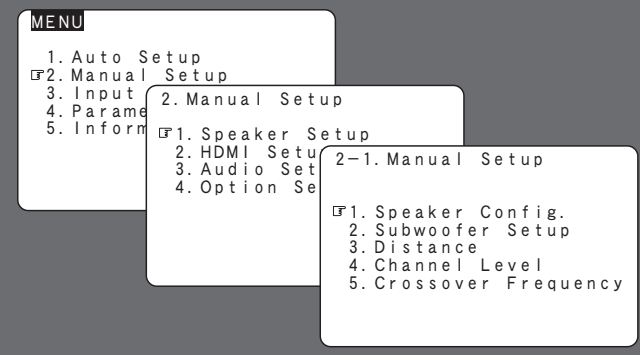 MENU
1. Auto Setup
☞2. Manual Setup
3. Input
4. Parame
5. Inform
2. Manual Setup
☞1. Speaker Setup
2. HDMI Setu
3. Audio Set
4. Option Se
2-1. Manual Setup
☞1. Speaker Config.
2. Subwoofer Setup
3. Distance
4. Channel Level
5. Crossover Frequency